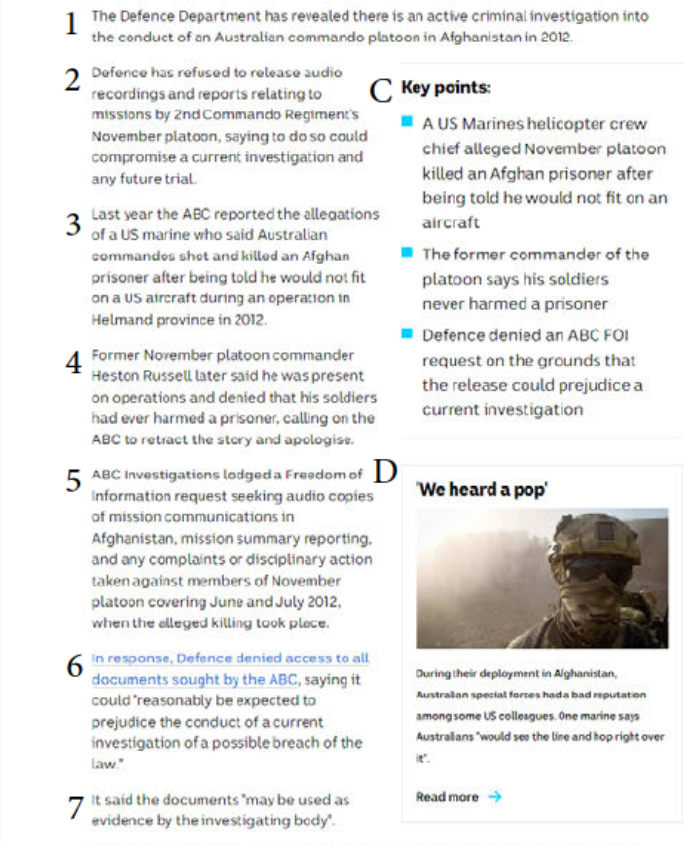 1 The Defence Department has revealed there is an active criminal investigation into
the conduct of an Australian commando platoon in Afghanistan in 2012.
2 Defence has refused to release audio
recordings and reports relating to
missions by 2nd Commando Regiment's
November platoon, saying to do so could
compromise a current investigation and
any future trial.
3 Last year the ABC reported the allegations
of a US marine who said Australian
commandos shot and killed an Afghan
prisoner after being told he would not fit
on a US aircraft during an operation in
Helmand province in 2012.
4 Former November platoon commander
Heston Russell later said he was present
on operations and denied that his soldiers
had ever harmed a prisoner, calling on the
ABC to retract the story and apologise.
5 ABC Investigations lodged a Freedom of
Information request seeking audio copies
of mission communications in
Afghanistan, mission summary reporting,
and any complaints or disciplinary action
taken against members of November
platoon covering June and July 2012,
when the alleged killing took place.
6 In response, Defence denied access to all
documents sought by the ABC, saying it
could "reasonably be expected to
prejudice the conduct of a current
investigation of a possible breach of the
law."
7 It said the documents "may be used as
evidence by the investigating body".
C Key points:
A US Marines helicopter crew
chief alleged November platoon
killed an Afghan prisoner after
being told he would not fit on an
aircraft
The former commander of the
platoon says his soldiers
never harmed a prisoner
Defence denied an ABC FOI
request on the grounds that
the release could prejudice a
current investigation
D 'We heard a pop'
During their deployment in Afghanistan,
Australian special forces had a bad reputation
among some US colleagues. One marine says
Australians "would see the line and hop right over
it".
Read more →